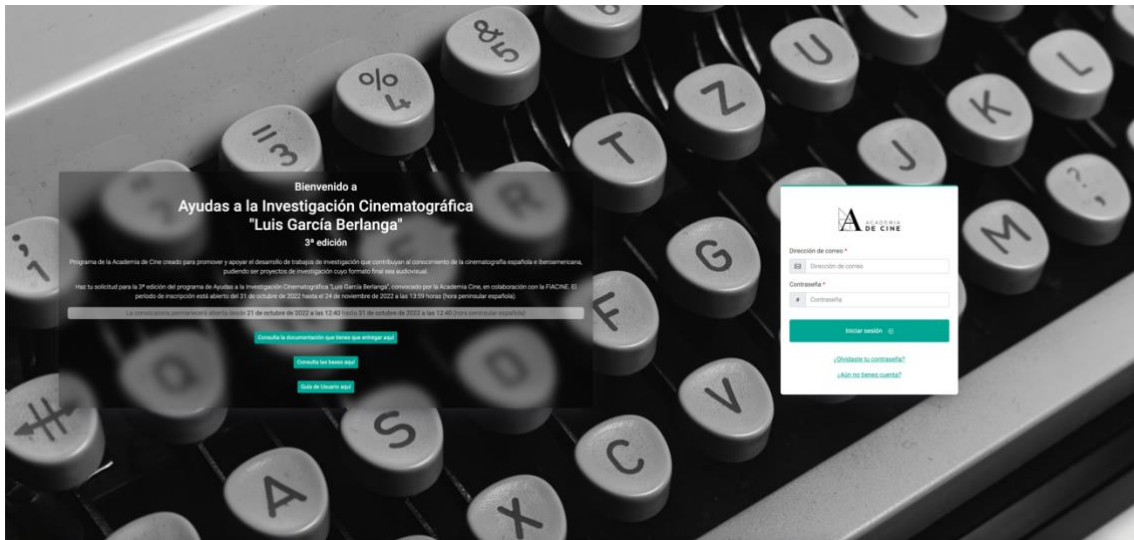 Bienvenido a
Ayudas a la Investigación Cinematográfica
"Luis García Berlanga"
3ª edición
Programa de la Academia de Cine creado para promover y apoyar el desarrollo de trabajos de investigación que contribuyan al conocimiento de la cinematografía española e iberoamericana,
pudiendo ser proyectos de investigación cuyo formato final sea audiovisual.
Haz tu solicitud para la 3ª edición del programa de Ayudas a la Investigación Cinematográfica "Luis García Berlanga", convocado por la Academia Cine, en colaboración con la FIACINE. El
período de inscripción está abierto del 31 de octubre de 2022 hasta el 24 de noviembre de 2022 a las 13:59 horas (hora peninsular española).
La convocatoria permanecerá abierta desde 21 de octubre de 2022 a las 12:40 hasta 31 de octubre de 2022 a las 12:40 (hora peninsular española)
Consulta la documentación que tienes que entregar aquí
Consulta las bases aquí
Guía de Usuario aquí
ACADEMIA
DE CINE
Dirección de correo *
Dirección de correo
Contraseña *
# Contraseña
Iniciar sesión
¿Olvidaste tu contraseña?
¿Aún no tienes cuenta?
& 5
% 4
" 3
" 2
; 1
R T Z U I
D F G J K L
A S
X C V M
? ,